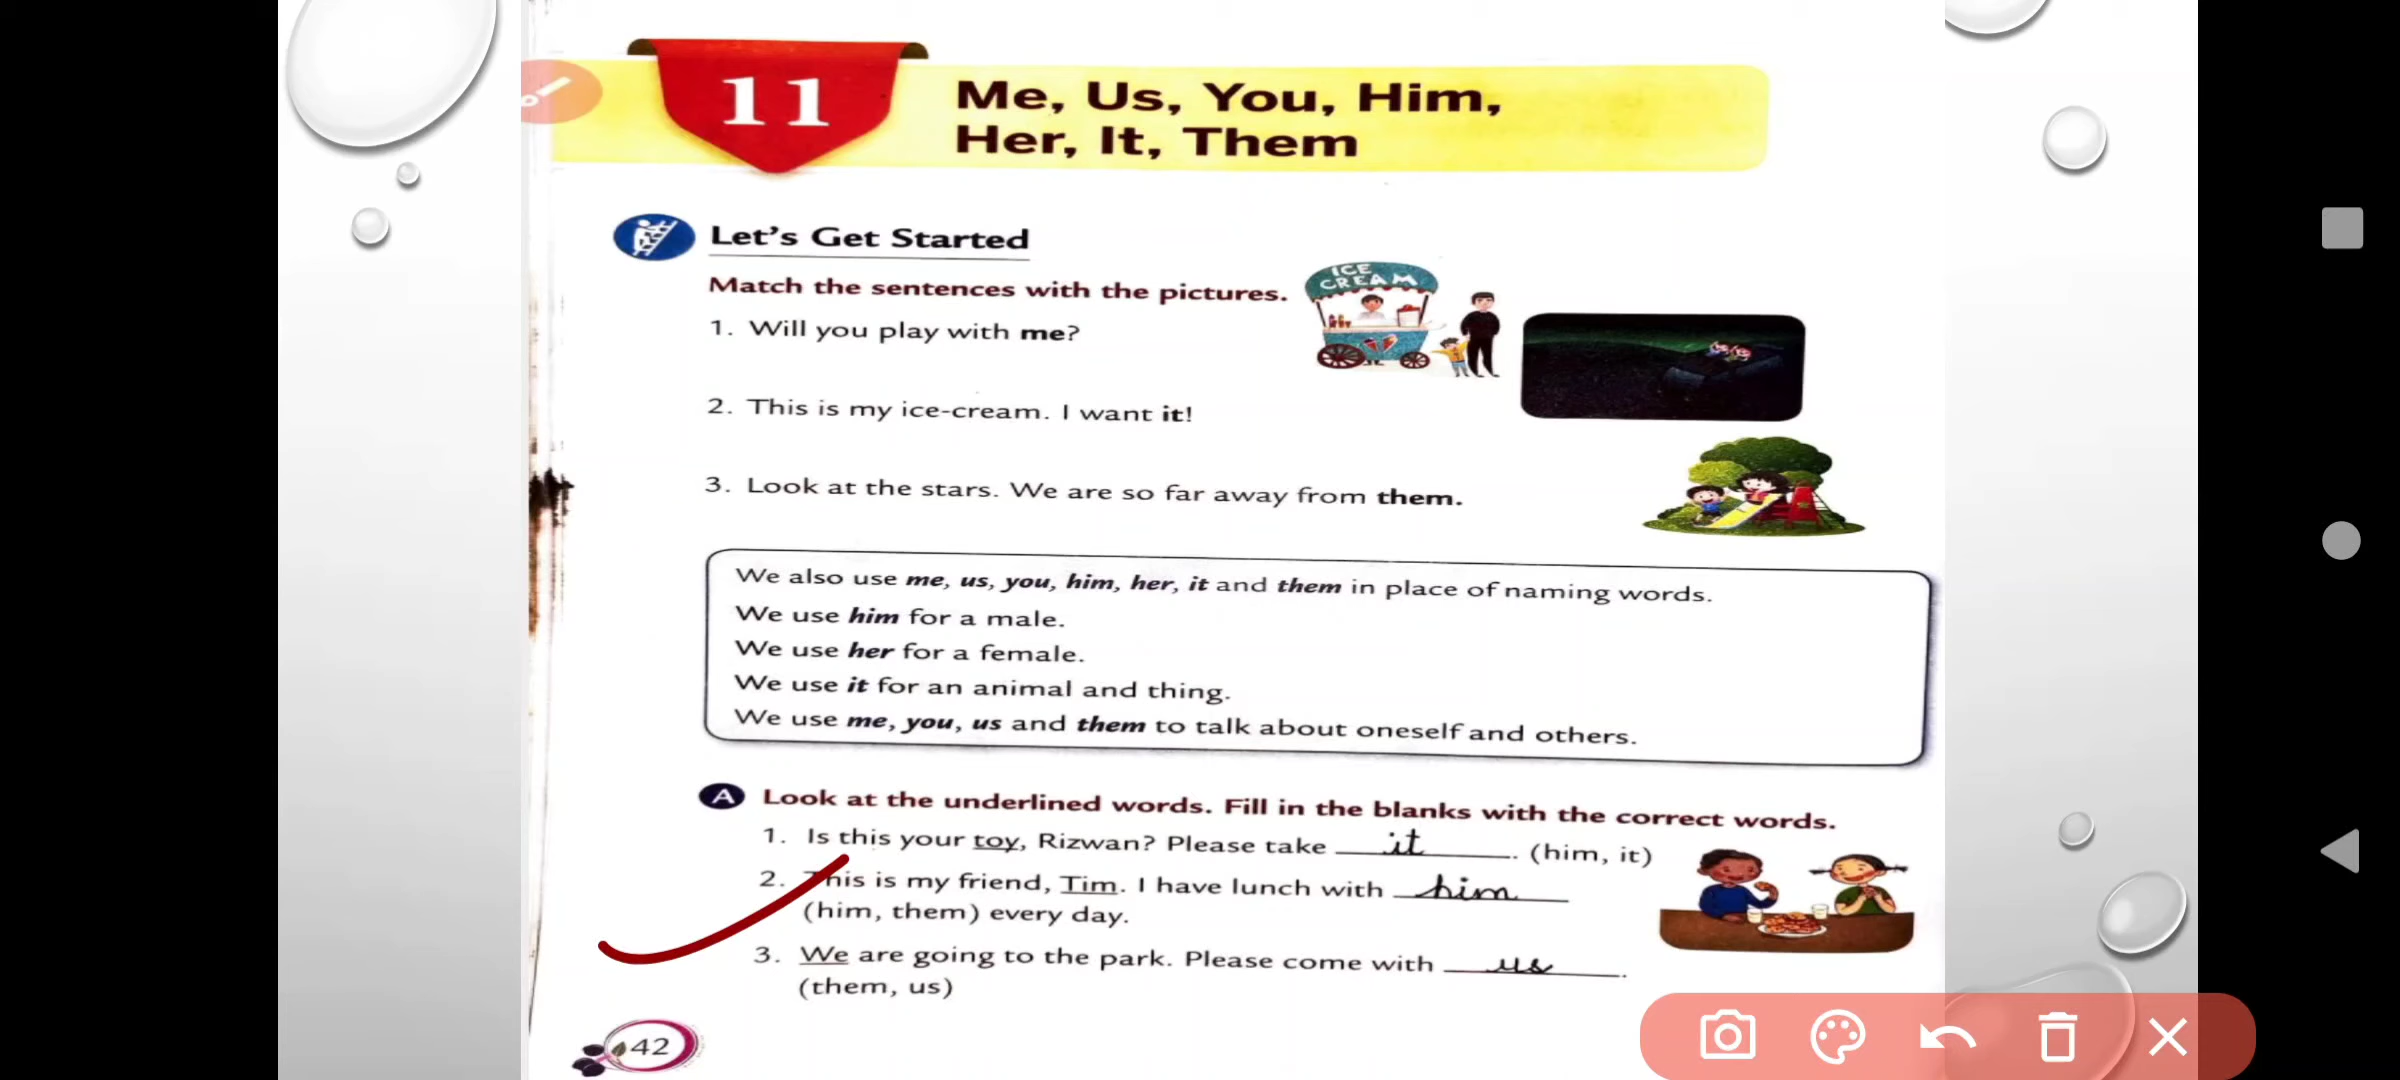 11
Me, Us, You, Him,
Her, It, Them
Let's Get Started
Match the sentences with the pictures.
ICE
CREAM
1. Will you play with me?
2. This is my ice-cream. I want it!
3. Look at the stars. We are so far away from them.
We also use me, us, you, him, her, it and them in place of naming words.
We use him for a male.
We use her for a female.
We use it for an animal and thing.
We use me, you, us and them to talk about oneself and others.
A Look at the underlined words. Fill in the blanks with the correct words.
1. Is this your toy, Rizwan? Please take it. (him, it)
2. This is my friend, Tim. I have lunch with him
(him, them) every day.
3. We are going to the park. Please come with us.
(them, us)
42